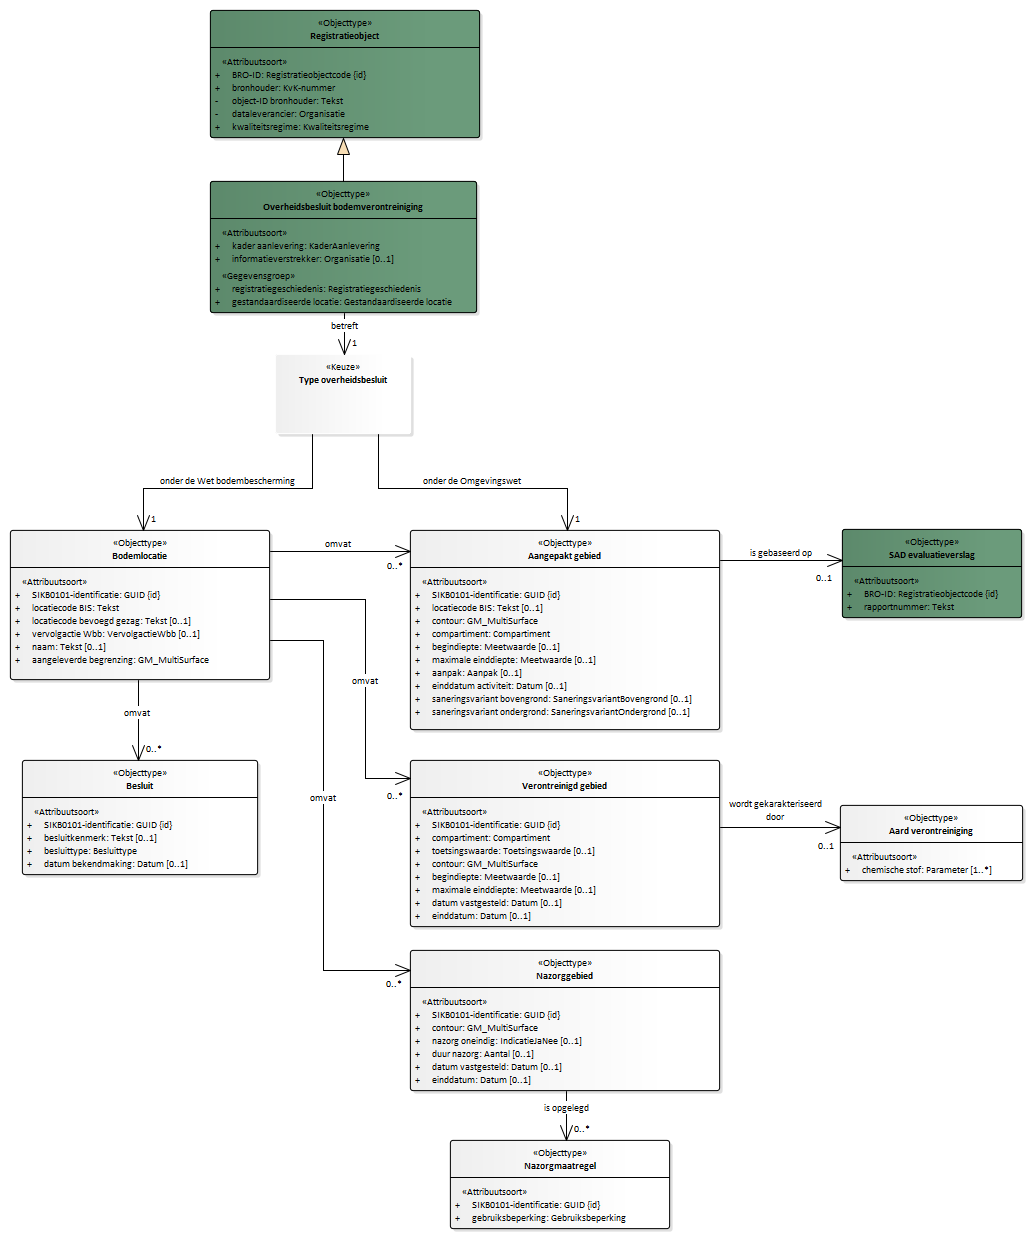 «Objecttype»
Registratieobject
«Attribuutsoort»
+ BRO-ID: Registratieobjectcode {id}
+ bronhouder: KvK-nummer
- object-ID bronhouder: Tekst
- dataleverancier: Organisatie
+ kwaliteitsregime: Kwaliteitsregime
«Objecttype»
Overheidsbesluit bodemverontreiniging
«Attribuutsoort»
+ kader aanlevering: KaderAanlevering
+ informatieverstrekker: Organisatie [0..1]
«Gegevensgroep»
+ registratiegeschiedenis: Registratiegeschiedenis
+ gestandaardiseerde locatie: Gestandaardiseerde locatie
betreft
1
«Keuze»
Type overheidsbesluit
onder de Wet bodembescherming
1
onder de Omgevingswet
1
«Objecttype»
Bodemlocatie
«Attribuutsoort»
+ SIKB0101-identificatie: GUID {id}
+ locatiecode BIS: Tekst
+ locatiecode bevoegd gezag: Tekst [0..1]
+ vervolgactie Wbb: VervolgactieWbb [0..1]
+ naam: Tekst [0..1]
+ aangeleverde begrenzing: GM_MultiSurface
omvat
0..*
«Objecttype»
Aangepakt gebied
«Attribuutsoort»
+ SIKB0101-identificatie: GUID {id}
+ locatiecode BIS: Tekst [0..1]
+ contour: GM_MultiSurface
+ compartiment: Compartiment
+ begindiepte: Meetwaarde [0..1]
+ maximale einddiepte: Meetwaarde [0..1]
+ aanpak: Aanpak [0..1]
+ einddatum activiteit: Datum [0..1]
+ saneringsvariant bovengrond: SaneringsvariantBovengrond [0..1]
+ saneringsvariant ondergrond: SaneringsvariantOndergrond [0..1]
is gebaseerd op
0..1
«Objecttype»
SAD evaluatieverslag
«Attribuutsoort»
+ BRO-ID: Registratieobjectcode {id}
+ rapportnummer: Tekst
omvat
0..*
omvat
0..*
omvat
0..*
«Objecttype»
Besluit
«Attribuutsoort»
+ SIKB0101-identificatie: GUID {id}
+ besluitkenmerk: Tekst [0..1]
+ besluittype: Besluittype
+ datum bekendmaking: Datum [0..1]
«Objecttype»
Verontreinigd gebied
«Attribuutsoort»
+ SIKB0101-identificatie: GUID {id}
+ compartiment: Compartiment
+ toetsingswaarde: Toetsingswaarde [0..1]
+ contour: GM_MultiSurface
+ begindiepte: Meetwaarde [0..1]
+ maximale einddiepte: Meetwaarde [0..1]
+ datum vastgesteld: Datum [0..1]
+ einddatum: Datum [0..1]
wordt gekarakteriseerd
door
0..1
«Objecttype»
Aard verontreiniging
«Attribuutsoort»
+ chemische stof: Parameter [1..*]
«Objecttype»
Nazorggebied
«Attribuutsoort»
+ SIKB0101-identificatie: GUID {id}
+ contour: GM_MultiSurface
+ nazorg oneindig: IndicatieJaNee [0..1]
+ duur nazorg: Aantal [0..1]
+ datum vastgesteld: Datum [0..1]
+ einddatum: Datum [0..1]
is opgelegd
0..*
«Objecttype»
Nazorgmaatregel
«Attribuutsoort»
+ SIKB0101-identificatie: GUID {id}
+ gebruiksbeperking: Gebruiksbeperking